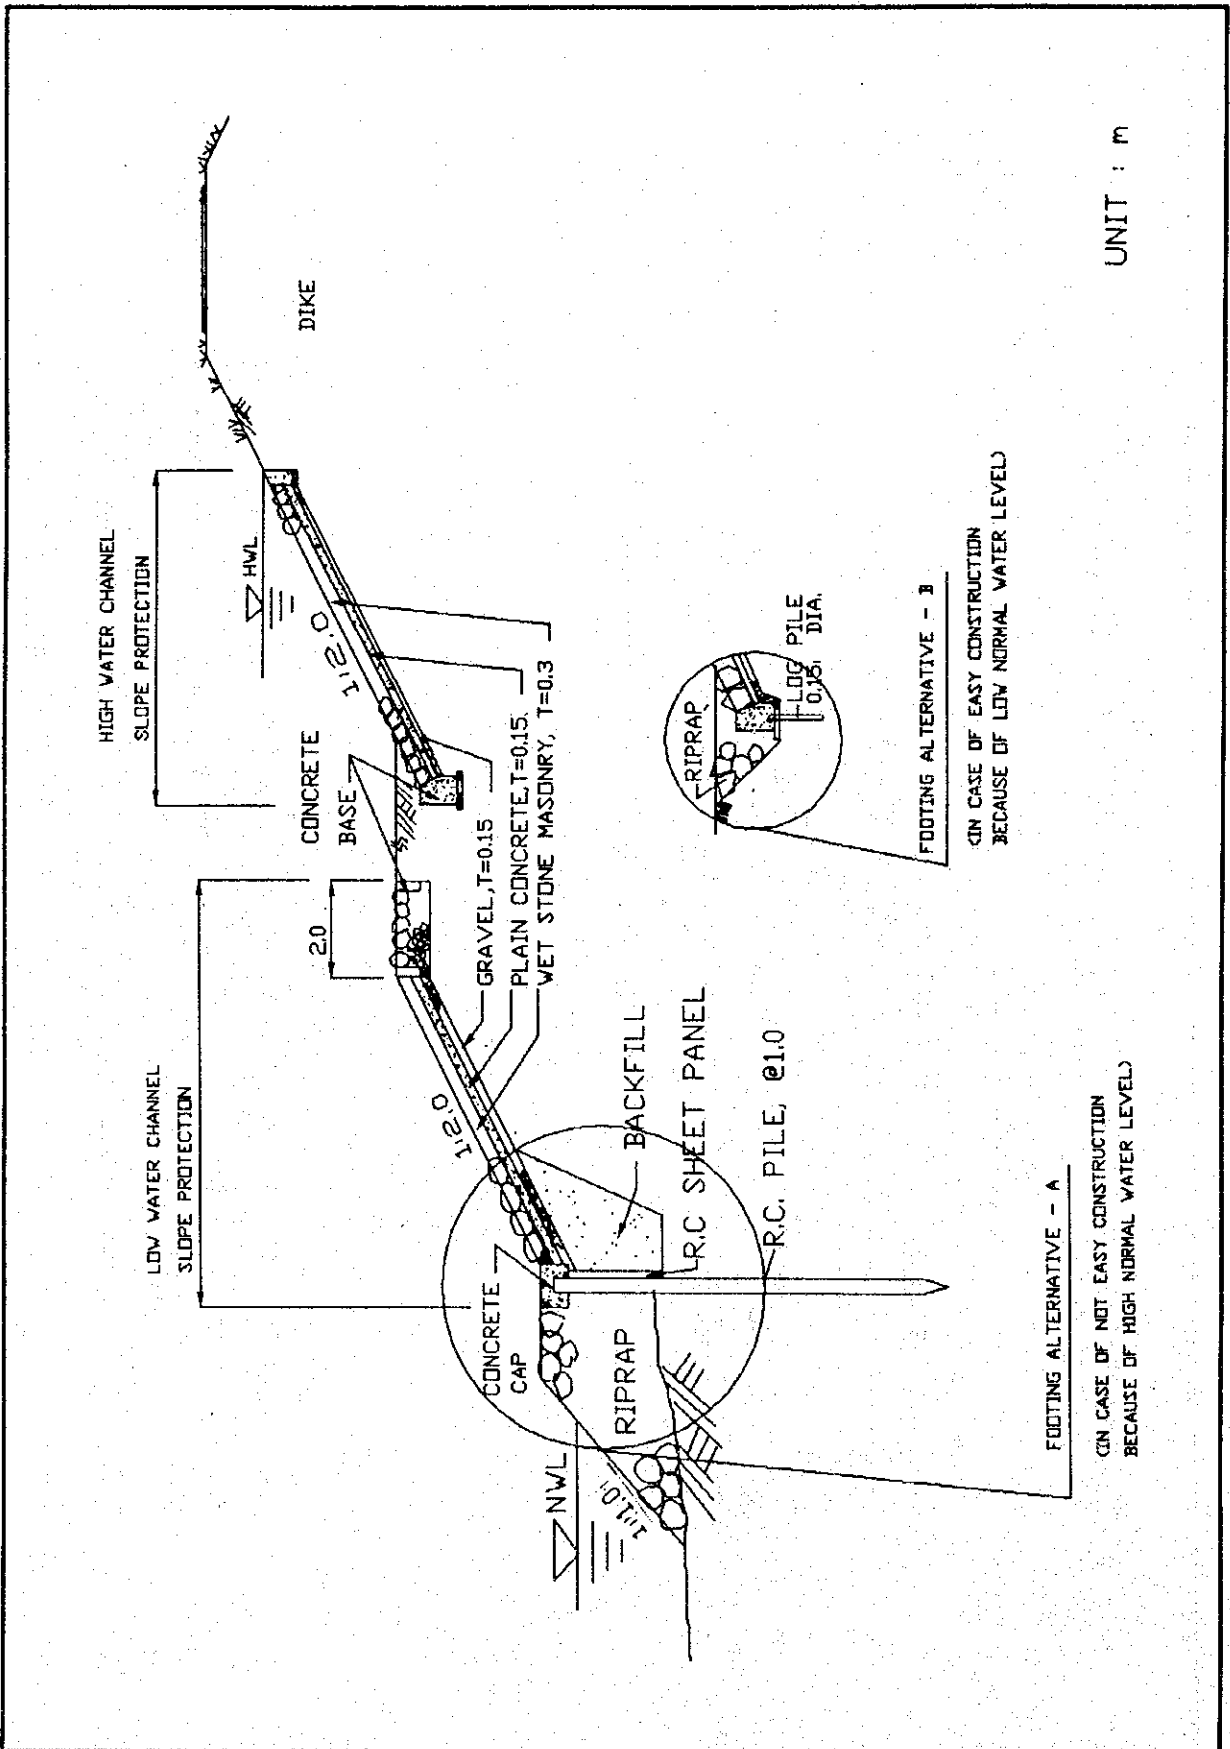 HIGH WATER CHANNEL
SLOPE PROTECTION
HWL
1:2.0
DIKE
CONCRETE
BASE
LOW WATER CHANNEL
SLOPE PROTECTION
2.0
1:2.0
GRAVEL,T=0.15
PLAIN CONCRETE,T=0.15.
WET STONE MASONRY, T=0.3
CONCRETE
CAP
NWL
1:1.0
RIPRAP
BACKFILL
R.C SHEET PANEL
R.C. PILE, @1.0
RIPRAP
LOG PILE
0.15 DIA.
FOOTING ALTERNATIVE - A
(IN CASE OF NOT EASY CONSTRUCTION
BECAUSE OF HIGH NORMAL WATER LEVEL)
FOOTING ALTERNATIVE - B
(IN CASE OF EASY CONSTRUCTION
BECAUSE OF LOW NORMAL WATER LEVEL)
UNIT : m